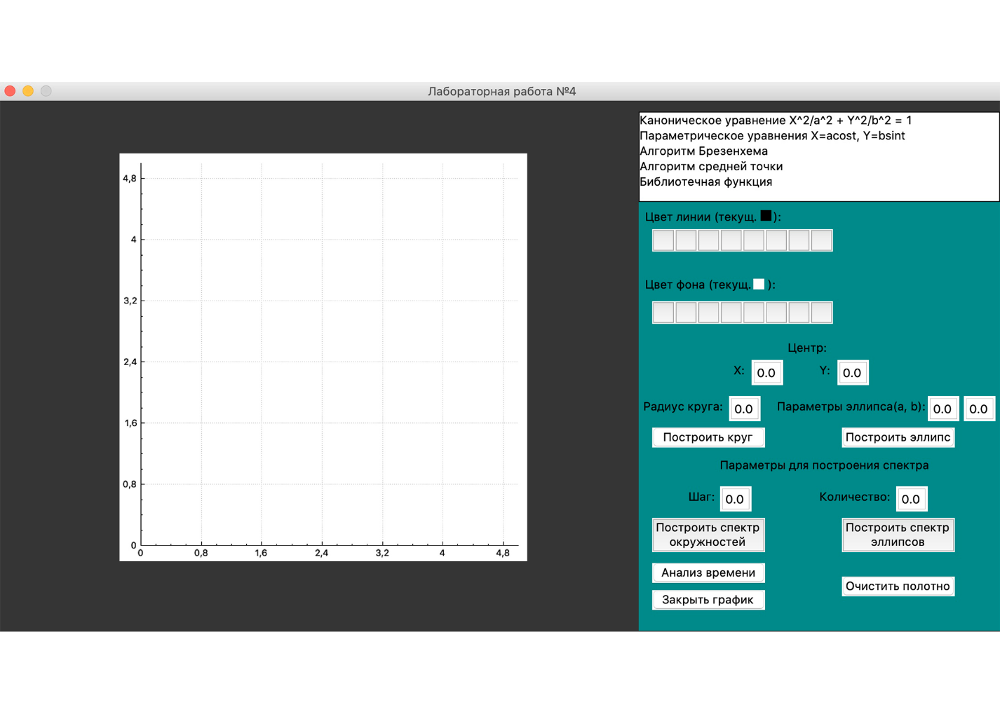 Лабораторная работа №4
Каноническое уравнение X^2/a^2 + Y^2/b^2 = 1
Параметрическое уравнения X=acost, Y=bsint
Алгоритм Брезенхема
Алгоритм средней точки
Библиотечная функция
Цвет линии (текущ. ):
Цвет фона (текущ. ):
Центр:
X: 0.0 Y: 0.0
Радиус круга: 0.0 Параметры эллипса(a, b): 0.0 0.0
Построить круг Построить эллипс
Параметры для построения спектра
Шаг: 0.0 Количество: 0.0
Построить спектр окружностей
Построить спектр эллипсов
Анализ времени
Очистить полотно
Закрыть график
4,8
4
3,2
2,4
1,6
0,8
0
0 0,8 1,6 2,4 3,2 4 4,8